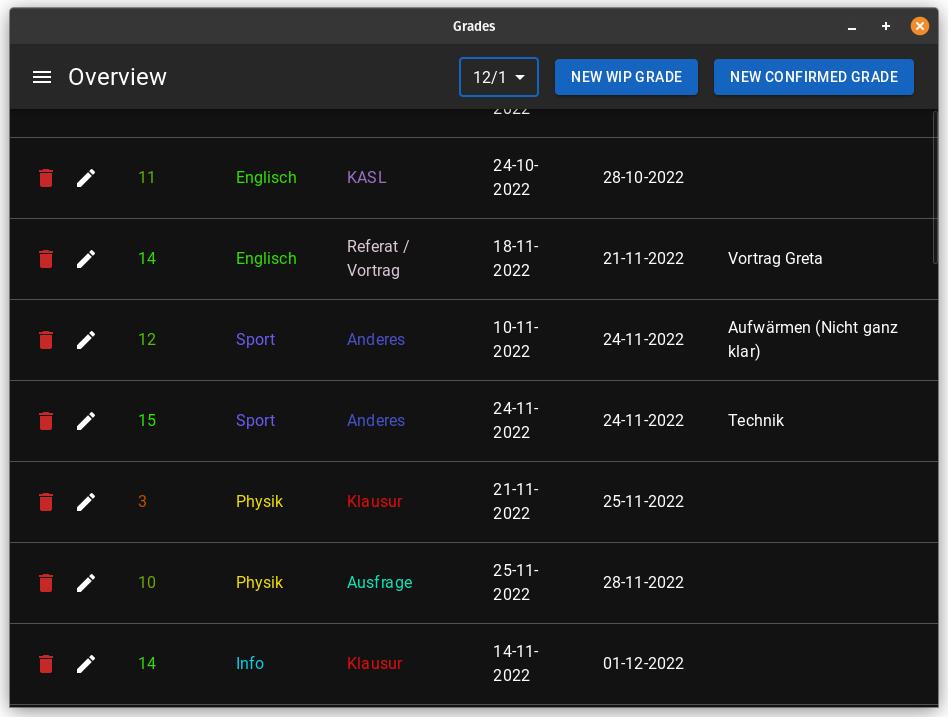 Grades
Overview
12/1
NEW WIP GRADE
NEW CONFIRMED GRADE
2022
11 Englisch KASL 24-10- 28-10-2022
2022
14 Englisch Referat / 18-11- 21-11-2022 Vortrag Greta
Vortrag 2022
12 Sport Anderes 10-11- 24-11-2022 Aufwärmen (Nicht ganz
2022 klar)
15 Sport Anderes 24-11- 24-11-2022 Technik
2022
3 Physik Klausur 21-11- 25-11-2022
2022
10 Physik Ausfrage 25-11- 28-11-2022
2022
14 Info Klausur 14-11- 01-12-2022
2022